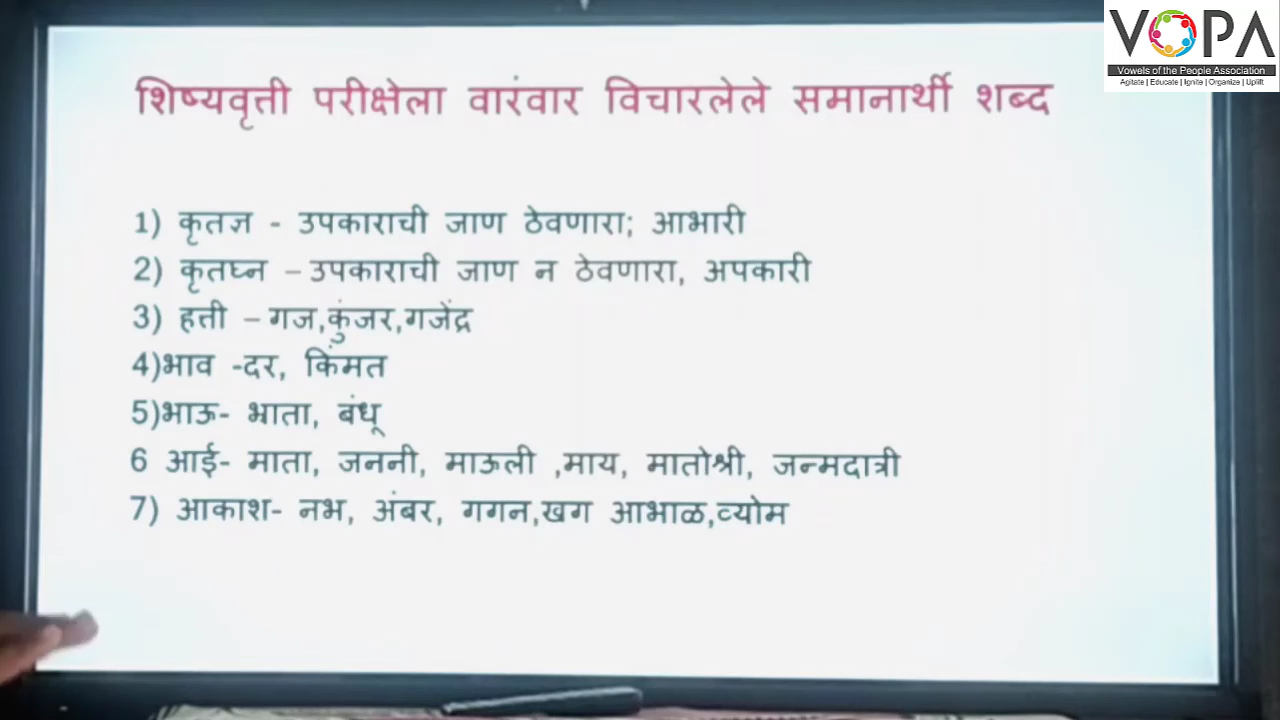 VOPA
Vowels of the People Association
Agitate | Educate | Ignite | Organize | Uplift
शिष्यवृत्ती परीक्षेला वारंवार विचारलेले समानार्थी शब्द
1) कृतज्ञ - उपकाराची जाण ठेवणारा; आभारी
2) कृतघ्न – उपकाराची जाण न ठेवणारा, अपकारी
3) हत्ती – गज,कुंजर,गजेंद्र
4)भाव -दर, किंमत
5)भाऊ- भ्राता, बंधू
6 आई- माता, जननी, माऊली ,माय, मातोश्री, जन्मदात्री
7) आकाश- नभ, अंबर, गगन,खग आभाळ,व्योम